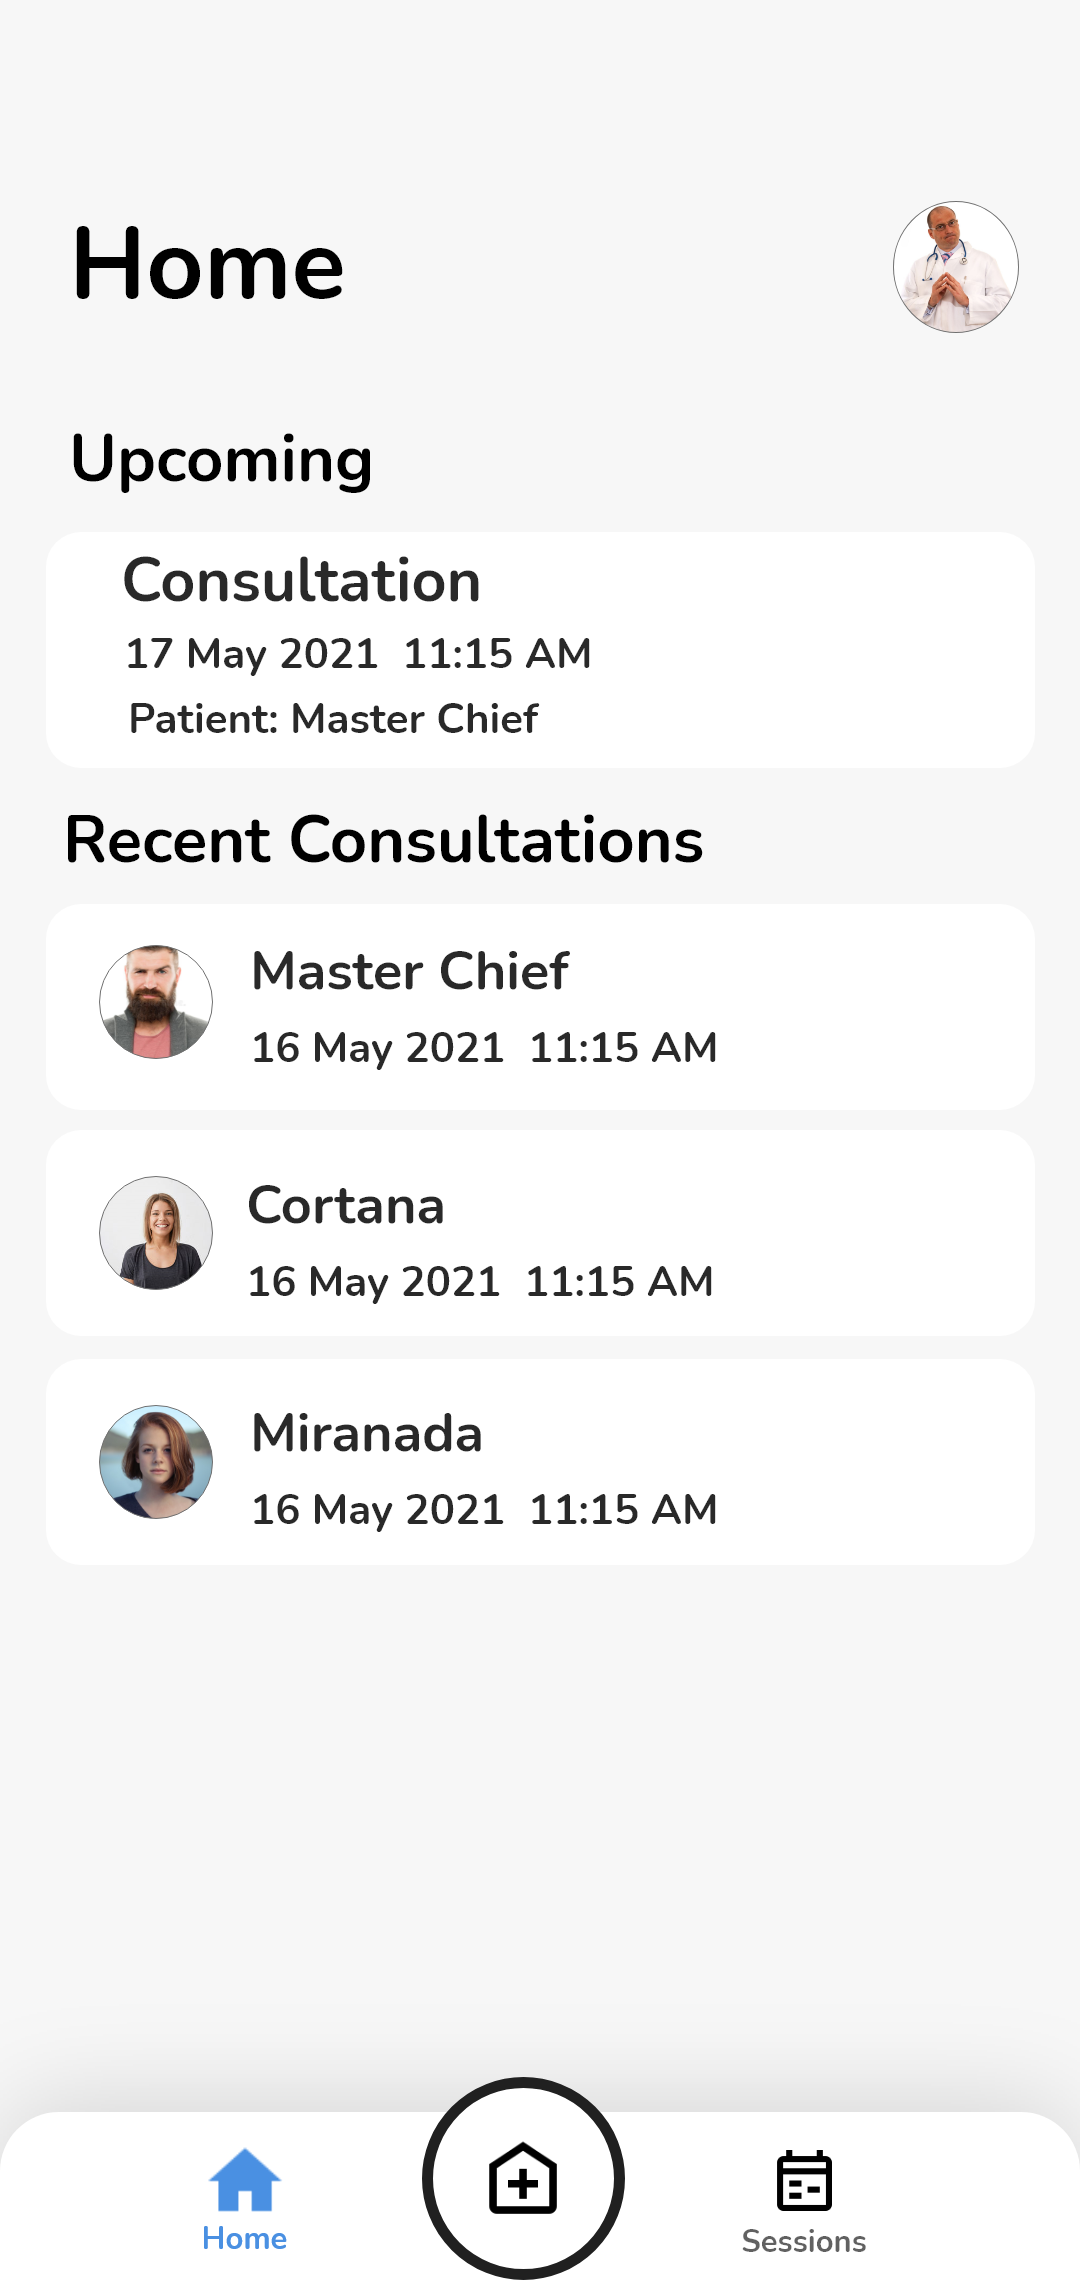 Home
Upcoming
Consultation
17 May 2021  11:15 AM
Patient: Master Chief
Recent Consultations
Master Chief
16 May 2021  11:15 AM
Cortana
16 May 2021  11:15 AM
Miranada
16 May 2021  11:15 AM
Home
Sessions